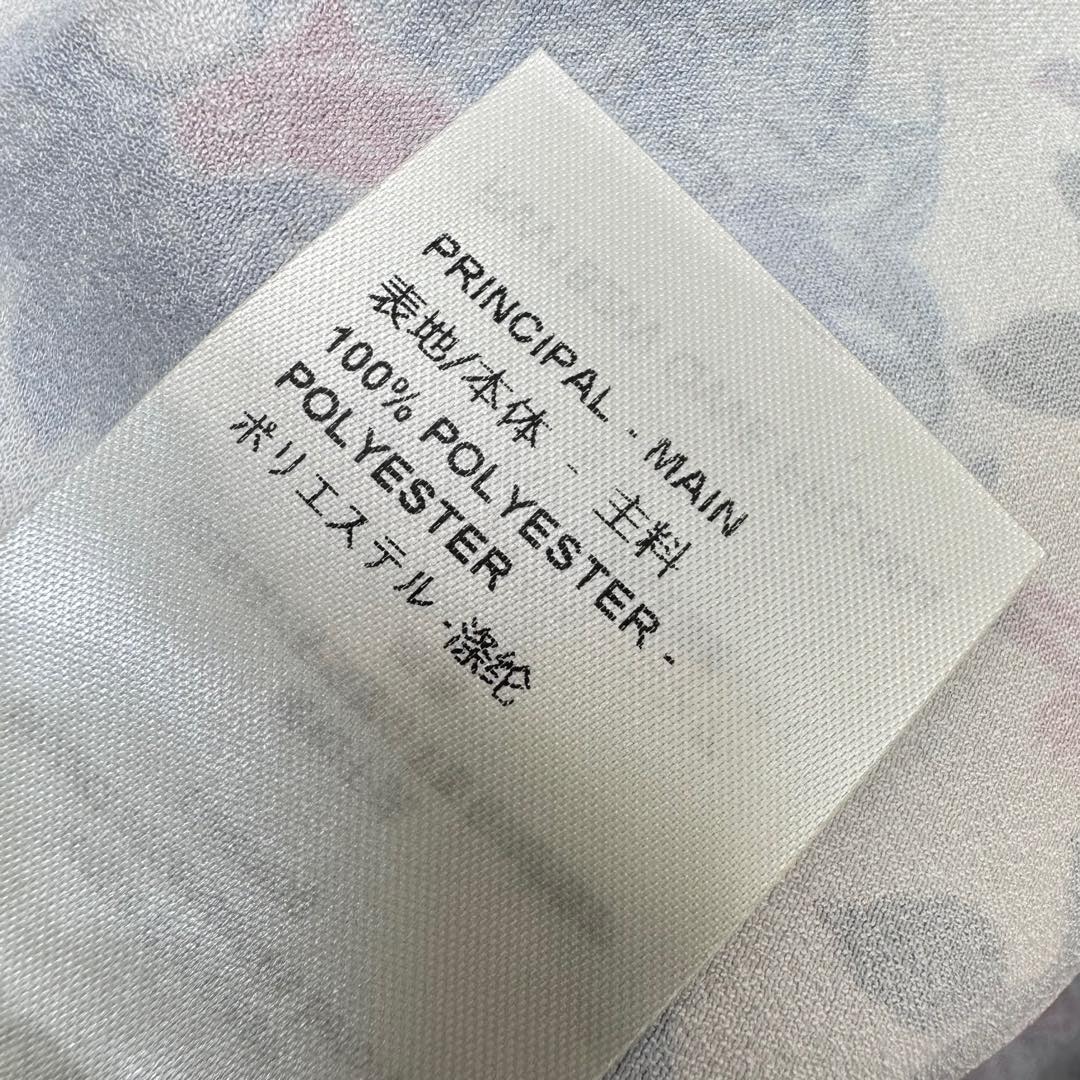 PRINCIPAL - MAIN
表地/本体 - 主料
100% POLYESTER -
POLYESTER
ポリエステル -涤纶